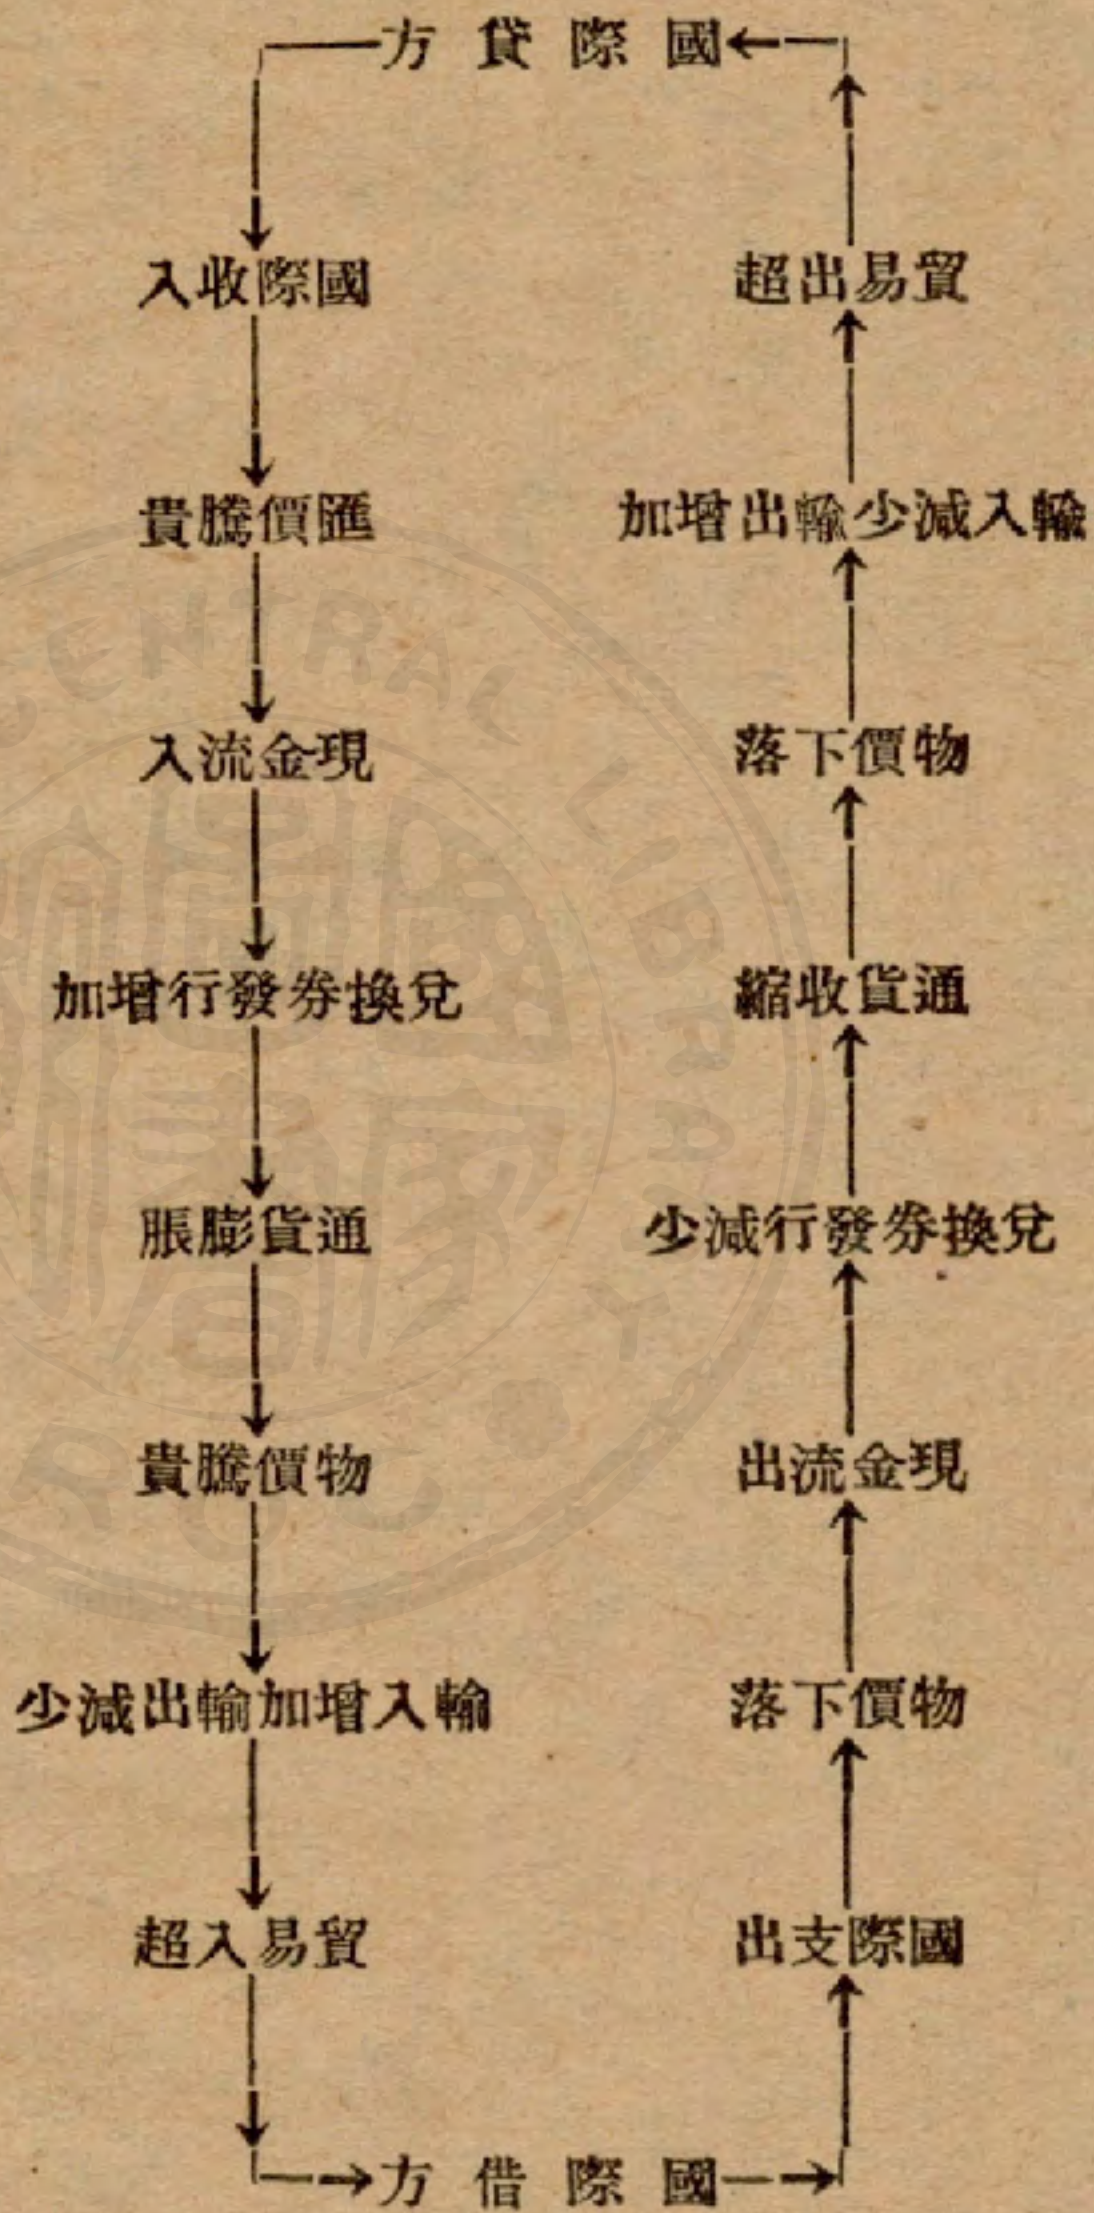 國際貸方
國際收入
匯價騰貴
現金流入
兌換券發行增加
通貨膨脹
物價騰貴
輸入增加輸出減少
貿易入超
國際借方
國際支出
物價下落
現金流出
兌換券發行減少
通貨收縮
物價下落
輸入減少輸出增加
貿易出超
CENTRAL LIBRARY